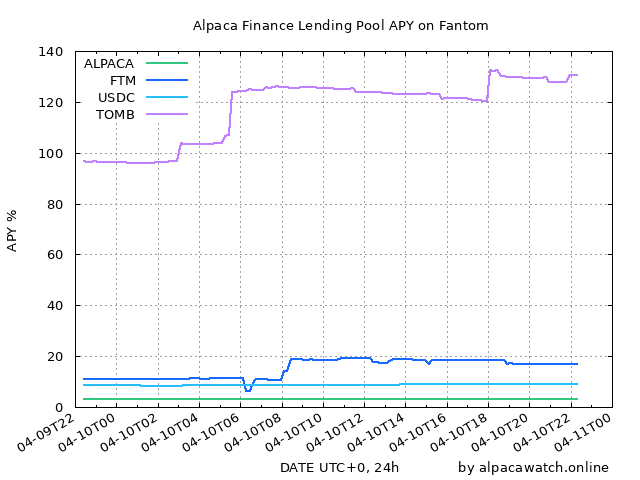 Alpaca Finance Lending Pool APY on Fantom
140
120
100
80
60
40
20
0
APY %
ALPACA
FTM
USDC
TOMB
04-09T22
04-10T00
04-10T02
04-10T04
04-10T06
04-10T08
04-10T10
04-10T12
04-10T14
04-10T16
04-10T18
04-10T20
04-10T22
04-11T00
DATE UTC+0, 24h
by alpacawatch.online